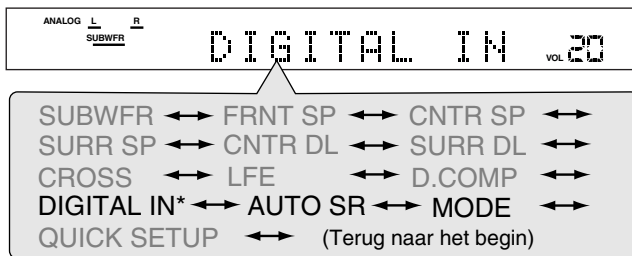 ANALOG L R
SUBWFR
DIGITAL IN VOL 20
SUBWFR ↔ FRNT SP ↔ CNTR SP ↔
SURR SP ↔ CNTR DL ↔ SURR DL ↔
CROSS ↔ LFE ↔ D.COMP ↔
DIGITAL IN* ↔ AUTO SR ↔ MODE ↔
QUICK SETUP ↔ (Terug naar het begin)